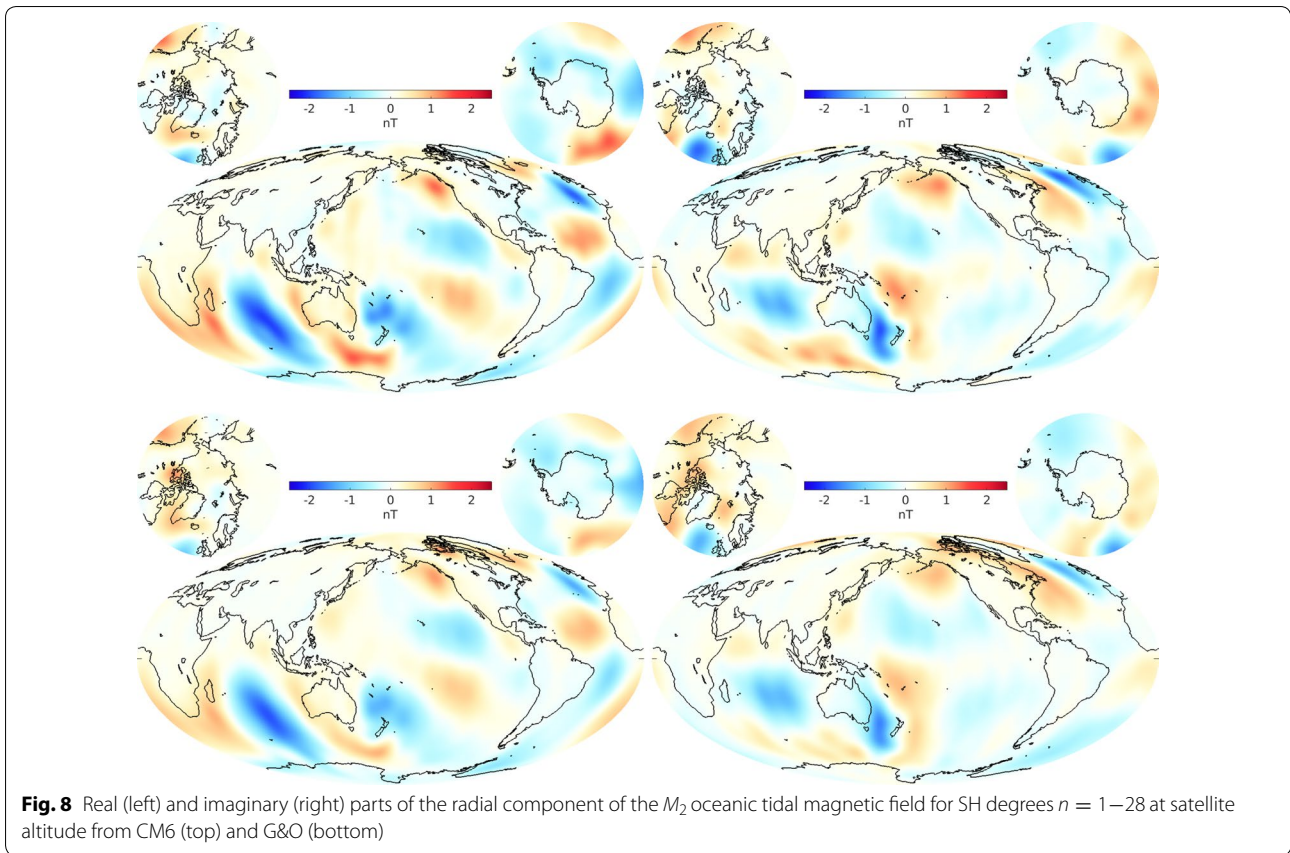 -2 -1 0 1 2
nT
-2 -1 0 1 2
nT
-2 -1 0 1 2
nT
-2 -1 0 1 2
nT
Fig. 8 Real (left) and imaginary (right) parts of the radial component of the M₂ oceanic tidal magnetic field for SH degrees n = 1–28 at satellite
altitude from CM6 (top) and G&O (bottom)